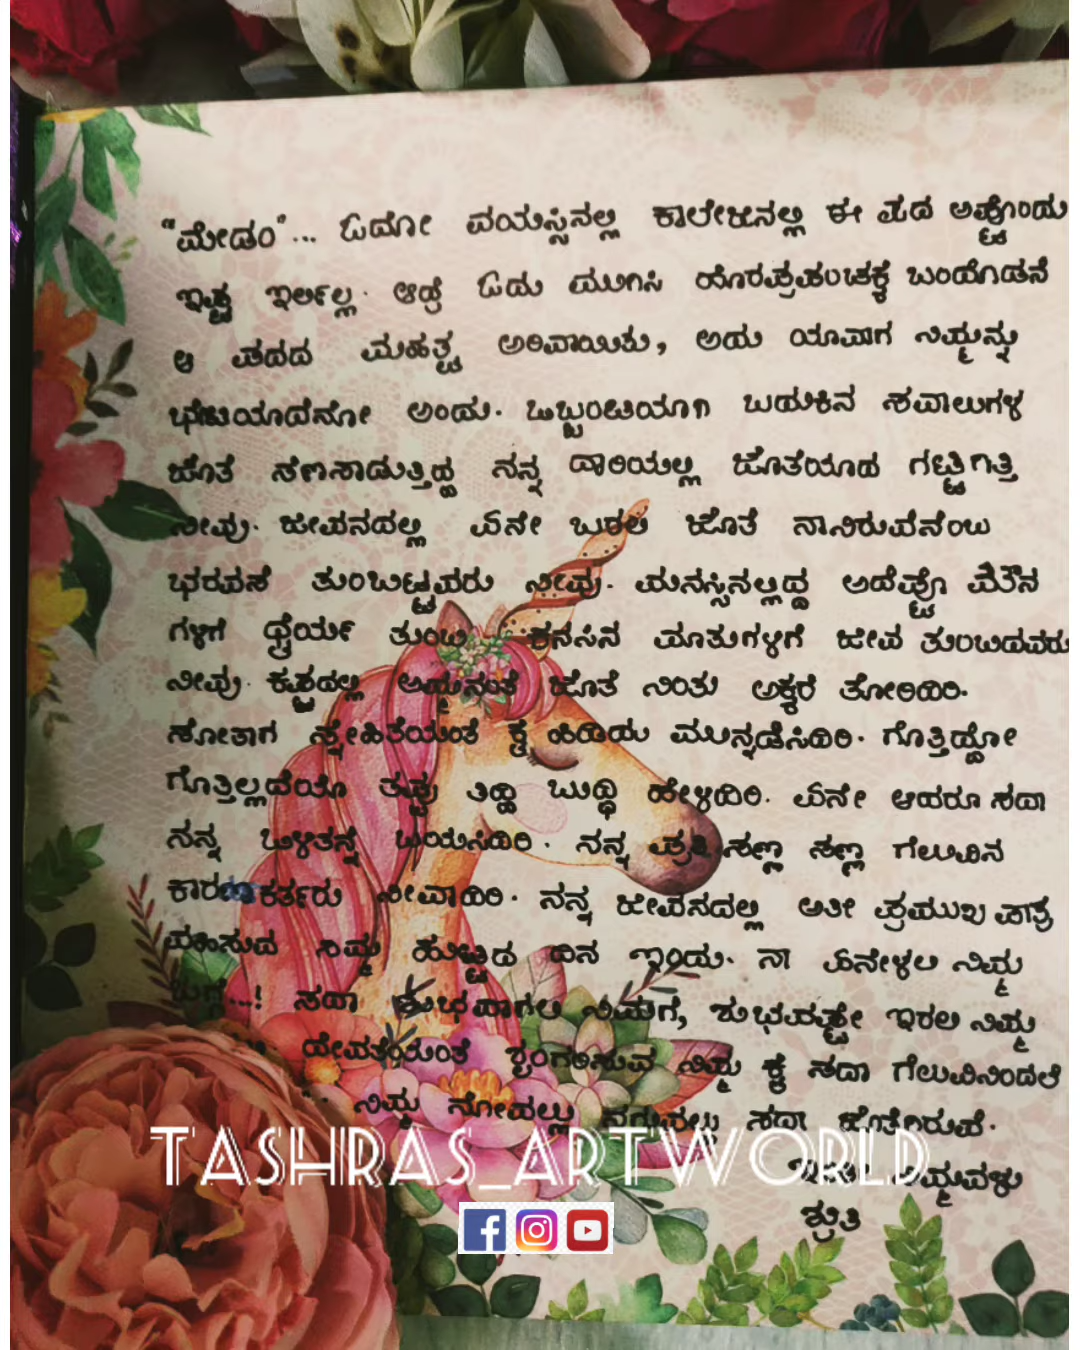 "ಮೇಡಂ"... ಓದೋ ವಯಸ್ಸಿನಲ್ಲಿ ಕಾಲೇಜಿನಲ್ಲಿ ಈ ಪದ ಅಷ್ಟೊಂದು
ಇಷ್ಟ ಇರ್ಲಿಲ್ಲ. ಆದ್ರೆ ಓದು ಮುಗಿಸಿ ಹೊರಪ್ರಪಂಚಕ್ಕೆ ಬಂದೊಡನೆ
ಆ ಪದದ ಮಹತ್ವ ಅರಿವಾಯಿತು, ಅದು ಯಾವಾಗ ನಿಮ್ಮನ್ನು
ಭೇಟಿಯಾದೆನೋ ಅಂದು. ಒಬ್ಬಂಟಿಯಾಗಿ ಬದುಕಿನ ಸವಾಲುಗಳ
ಜೊತೆ ಸೆಣಸಾಡುತ್ತಿದ್ದ ನನ್ನ ದಾರಿಯಲ್ಲಿ ಜೊತೆಯಾದ ಗಟ್ಟಿಗಿತ್ತಿ
ನೀವು. ಜೀವನದಲ್ಲಿ ಏನೇ ಬರಲಿ ಜೊತೆ ನಾನಿರುವೆನೆಂಬ
ಭರವಸೆ ತುಂಬಿಟ್ಟವರು ನೀವು. ಮನಸ್ಸಿನಲ್ಲಿದ್ದ ಅದೆಷ್ಟೊ ಮೌನ
ಗಳಿಗೆ ಧೈರ್ಯ ತುಂಬಿ ಕನಸಿನ ಮಾತುಗಳಿಗೆ ಜೀವ ತುಂಬಿದವರು
ನೀವು. ಕಷ್ಟದಲ್ಲಿ ಅಮ್ಮನಂತೆ ಜೊತೆ ನಿಂತು ಅಕ್ಕರೆ ತೋರಿದಿರಿ.
ಸೋತಾಗ ಸ್ನೇಹಿತೆಯಂತೆ ಕೈ ಹಿಡಿದು ಮುನ್ನಡೆಸಿದಿರಿ. ಗೊತ್ತಿದ್ದೋ
ಗೊತ್ತಿಲ್ಲದೆಯೊ ತಪ್ಪು ತಿದ್ದಿ ಬುದ್ಧಿ ಹೇಳಿದಿರಿ. ಏನೇ ಆದರೂ ಸದಾ
ನನ್ನ ಒಳಿತನ್ನೆ ಬಯಸಿದಿರಿ. ನನ್ನ ಪ್ರತಿ ಸಣ್ಣ ಸಣ್ಣ ಗೆಲುವಿನ
ಕಾರಣಕರ್ತರು ನೀವಾದಿರಿ. ನನ್ನ ಜೀವನದಲ್ಲಿ ಅತೀ ಪ್ರಮುಖ ಪಾತ್ರ
ವಹಿಸುವ ನಿಮ್ಮ ಹುಟ್ಟಿದ ದಿನ ಇಂದು. ನಾ ಏನೇಳಲಿ ನಿಮ್ಮ
ಬಗ್ಗೆ...! ಸದಾ ಶುಭವಾಗಲಿ ನಿಮಗೆ, ಶುಭವಷ್ಟೇ ಇರಲಿ ನಿಮ್ಮ
ದೇವತೆಯಂತೆ ಶೃಂಗರಿಸುವ ನಿಮ್ಮ ಕೈ ಸದಾ ಗೆಲುವಿನಿಂದಲೆ
ನಿಮ್ಮ ನೋವಲ್ಲು ನಗುವಲ್ಲು ಸದಾ ಜೊತೆಗಿರುವೆ.
TASHRAS_ARTWORLD
ಇಂತಿ ನಿಮ್ಮವಳು
ಶ್ರುತಿ